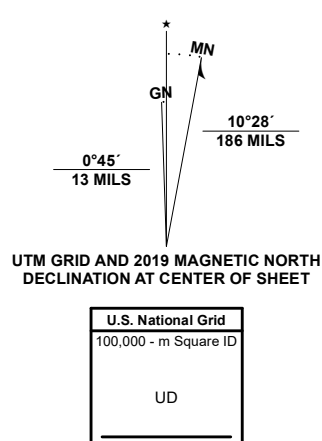 ★
MN
GN
10°28´
186 MILS
0°45´
13 MILS
UTM GRID AND 2019 MAGNETIC NORTH
DECLINATION AT CENTER OF SHEET
U.S. National Grid
100,000 - m Square ID
UD